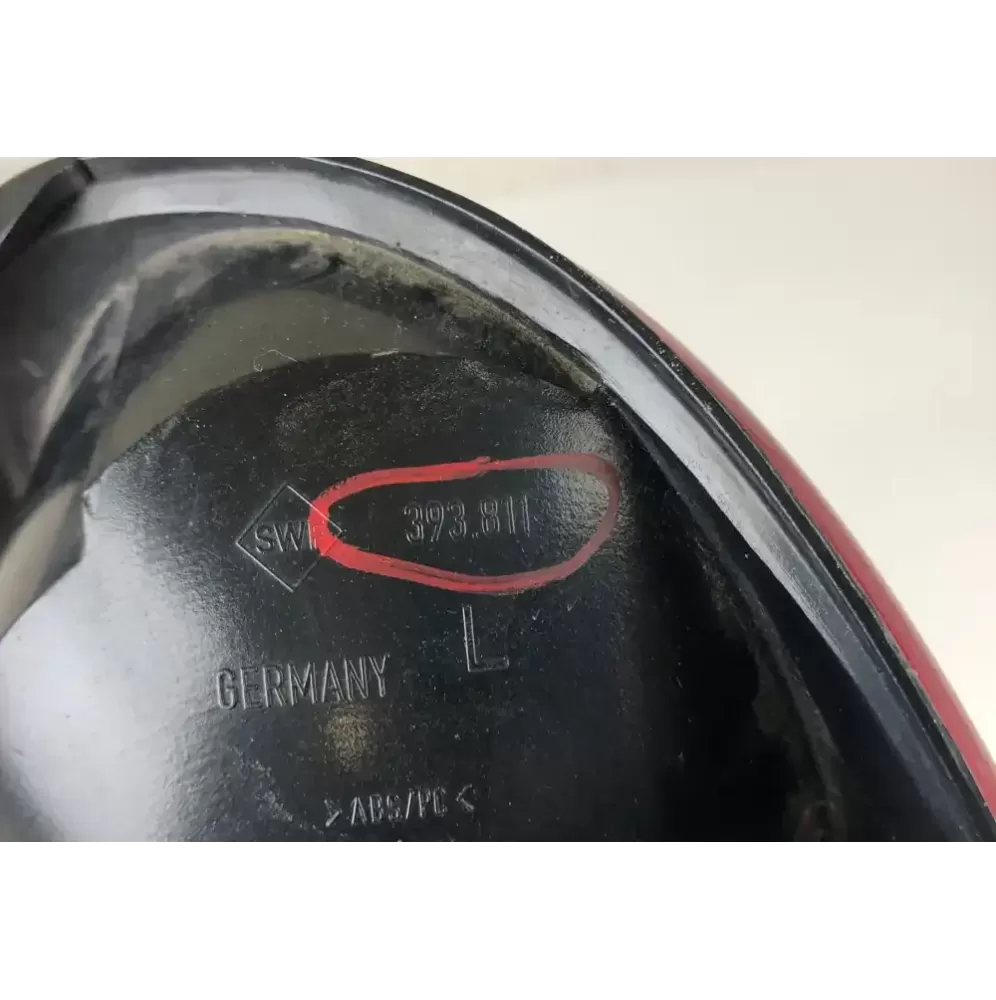 SWF 393.811
L
GERMANY
>ABS/PC<